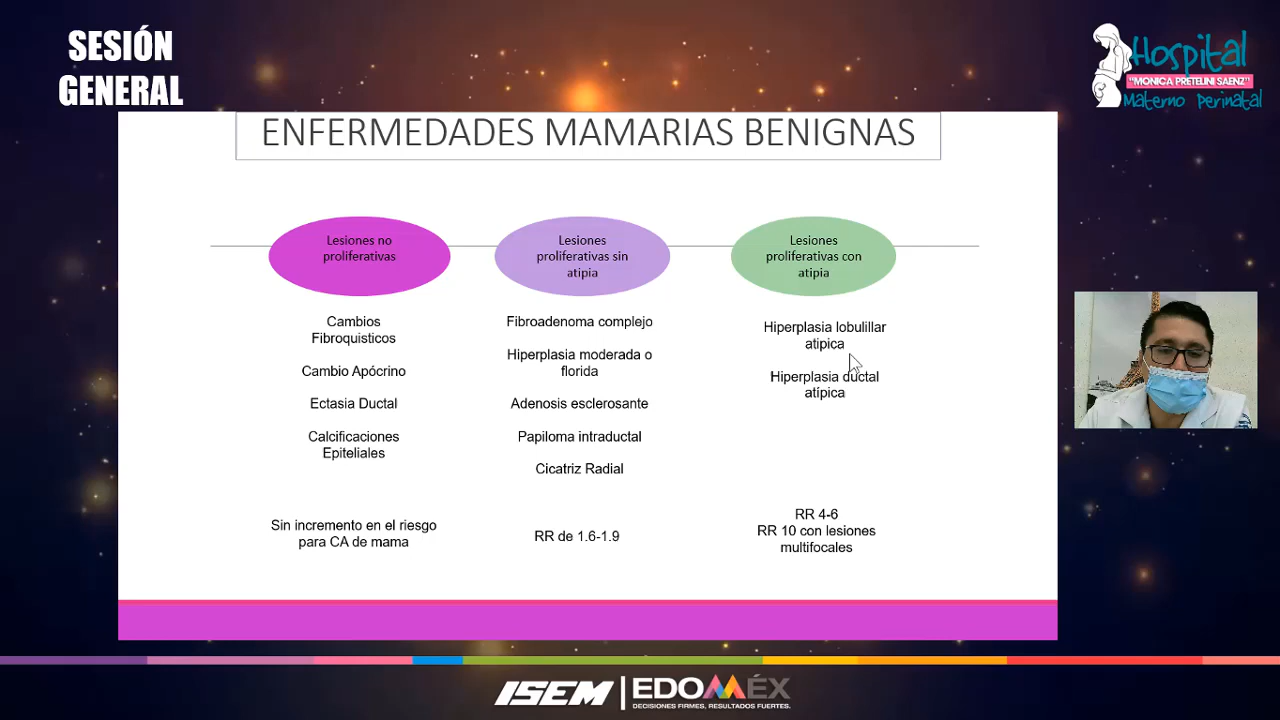 SESIÓN
GENERAL
Hospital
"MONICA PRETELINI SAENZ"
Materno perinatal
ENFERMEDADES MAMARIAS BENIGNAS
Lesiones no
proliferativas
Cambios
Fibroquisticos
Cambio Apócrino
Ectasia Ductal
Calcificaciones
Epiteliales
Sin incremento en el riesgo
para CA de mama
Lesiones
proliferativas sin
atipia
Fibroadenoma complejo
Hiperplasia moderada o
florida
Adenosis esclerosante
Papiloma intraductal
Cicatriz Radial
RR de 1.6-1.9
Lesiones
proliferativas con
atipia
Hiperplasia lobulillar
atipica
Hiperplasia ductal
atípica
RR 4-6
RR 10 con lesiones
multifocales
ISEM
EDOMÉX
DECISIONES FIRMES, RESULTADOS FUERTES.